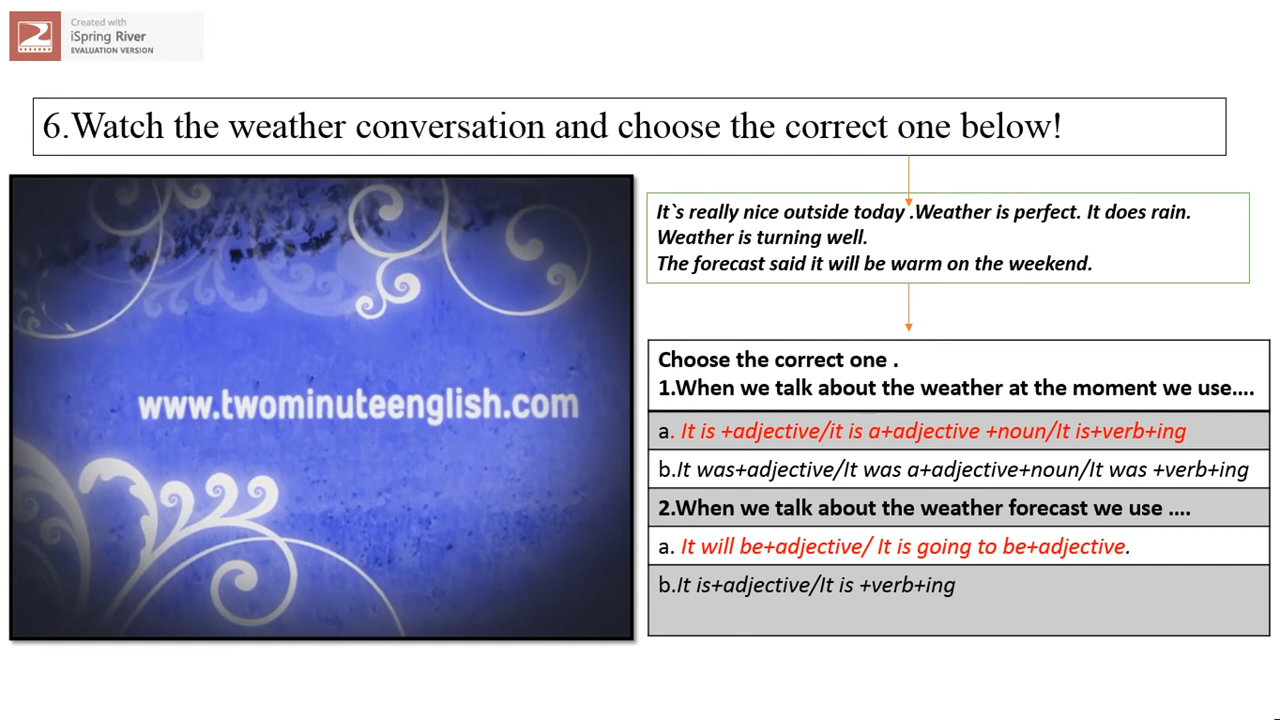 Created with
iSpring River
EVALUATION VERSION
6.Watch the weather conversation and choose the correct one below!
www.twominuteenglish.com
It`s really nice outside today .Weather is perfect. It does rain.
Weather is turning well.
The forecast said it will be warm on the weekend.
Choose the correct one .
1.When we talk about the weather at the moment we use....
a. It is +adjective/it is a+adjective +noun/It is+verb+ing
b.It was+adjective/It was a+adjective+noun/It was +verb+ing
2.When we talk about the weather forecast we use ....
a. It will be+adjective/ It is going to be+adjective.
b.It is+adjective/It is +verb+ing